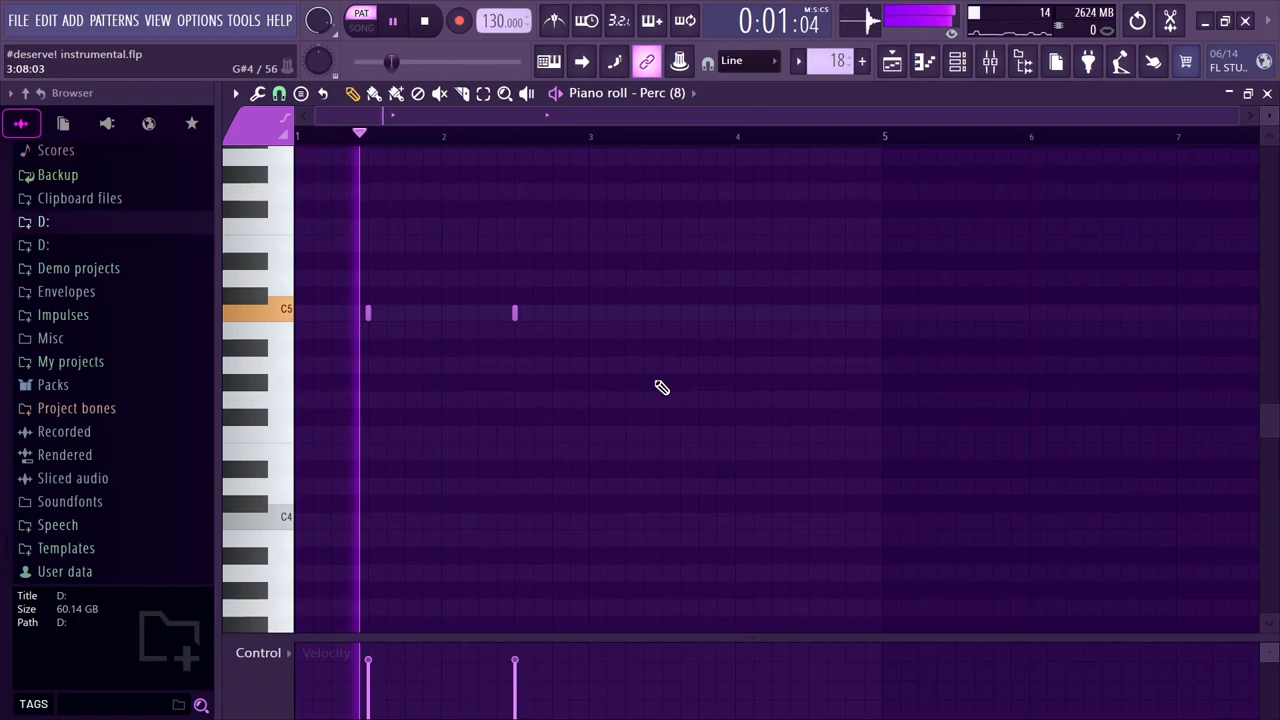 FILE EDIT ADD PATTERNS VIEW OPTIONS TOOLS HELP
PAT
SONG
130.000
3.2
0:01:04
M:S:CS
14
2624 MB
0
#deserve! instrumental.flp
3:08:03
G#4 / 56
Line
18
06/14
FL STU..
Browser
Piano roll - Perc (8)
Scores
Backup
Clipboard files
D:
D:
Demo projects
Envelopes
Impulses
Misc
My projects
Packs
Project bones
Recorded
Rendered
Sliced audio
Soundfonts
Speech
Templates
User data
Title D:
Size 60.14 GB
Path D:
TAGS
1 2 3 4 5 6 7
C5
C4
Control
Velocity